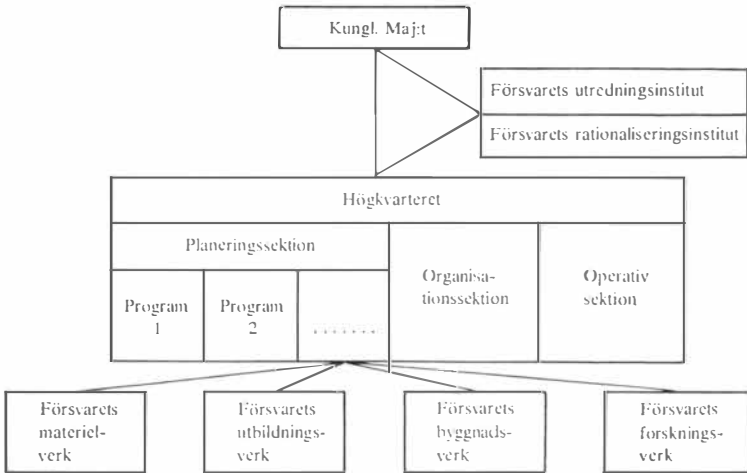 Kungl. Maj:t
Försvarets utredningsinstitut
Försvarets rationaliseringsinstitut
Högkvarteret
Planeringssektion
Program
1
Program
2
.......
Organisa-
tionssektion
Operativ
sektion
Försvarets
materiel-
verk
Försvarets
utbildnings-
verk
Försvarets
byggnads-
verk
Försvarets
forsknings-
verk